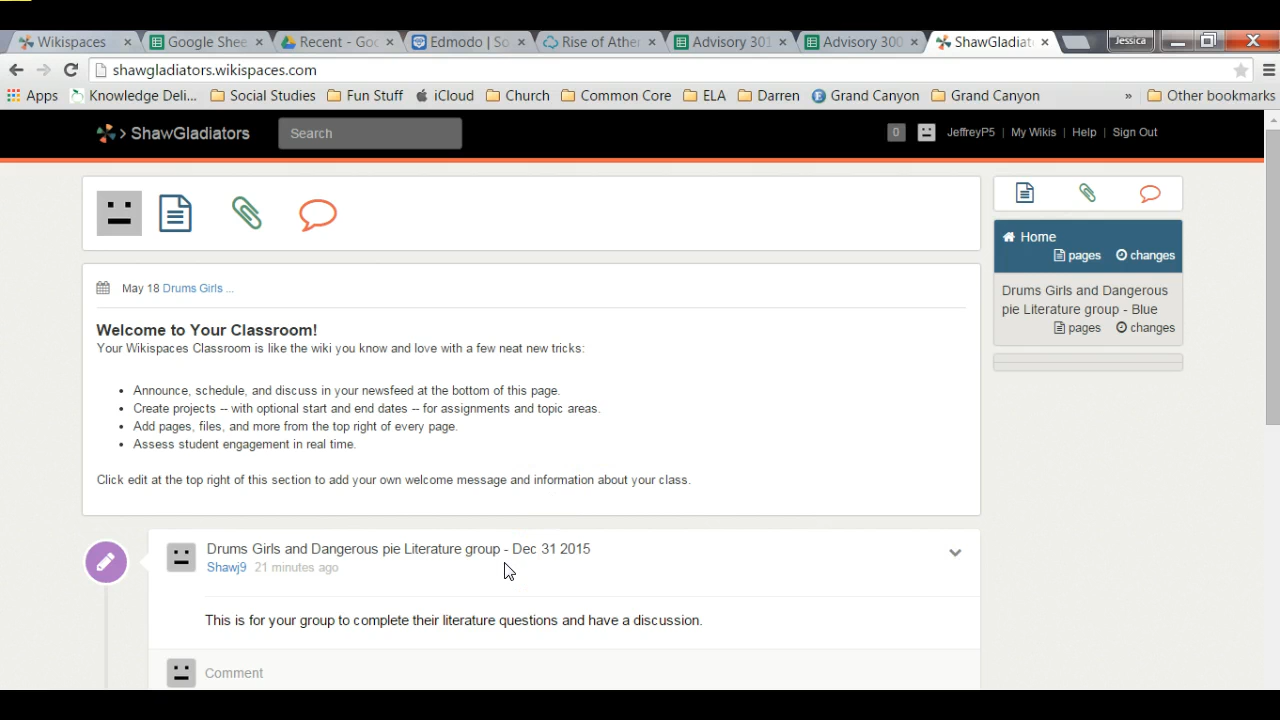 Wikispaces
Google Shee
Recent - Goo
Edmodo | So
Rise of Athen
Advisory 301
Advisory 300
ShawGladiato
Jessica
shawgladiators.wikispaces.com
Apps
Knowledge Deli...
Social Studies
Fun Stuff
iCloud
Church
Common Core
ELA
Darren
Grand Canyon
Grand Canyon
»
Other bookmarks
> ShawGladiators
Search
0
JeffreyP5 | My Wikis | Help | Sign Out
Home
pages changes
Drums Girls and Dangerous
pie Literature group - Blue
pages changes
May 18 Drums Girls ...
Welcome to Your Classroom!
Your Wikispaces Classroom is like the wiki you know and love with a few neat new tricks:
• Announce, schedule, and discuss in your newsfeed at the bottom of this page.
• Create projects -- with optional start and end dates -- for assignments and topic areas.
• Add pages, files, and more from the top right of every page.
• Assess student engagement in real time.
Click edit at the top right of this section to add your own welcome message and information about your class.
Drums Girls and Dangerous pie Literature group - Dec 31 2015
Shawj9 21 minutes ago
This is for your group to complete their literature questions and have a discussion.
Comment